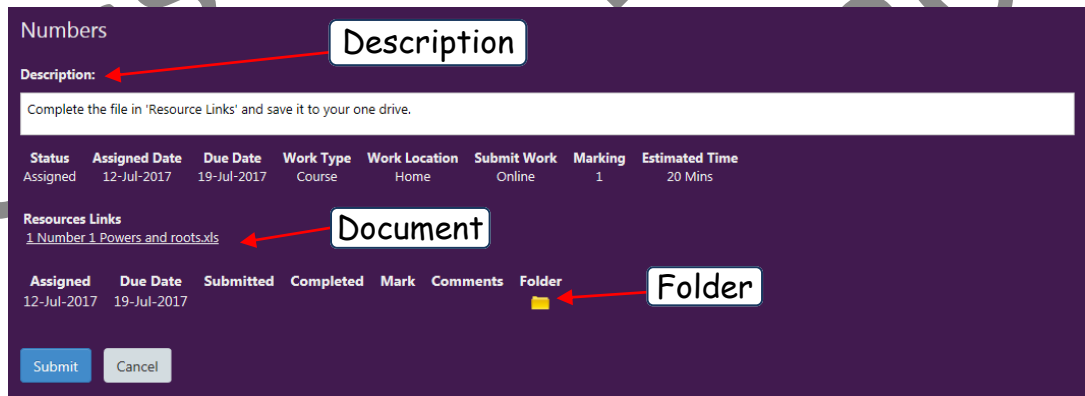 Numbers
Description
Description:
Complete the file in 'Resource Links' and save it to your one drive.
Status Assigned Date Due Date Work Type Work Location Submit Work Marking Estimated Time
Assigned 12-Jul-2017 19-Jul-2017 Course Home Online 1 20 Mins
Resources Links
Document
1 Number 1 Powers and roots.xls
Assigned Due Date Submitted Completed Mark Comments Folder
Folder
12-Jul-2017 19-Jul-2017
Submit Cancel